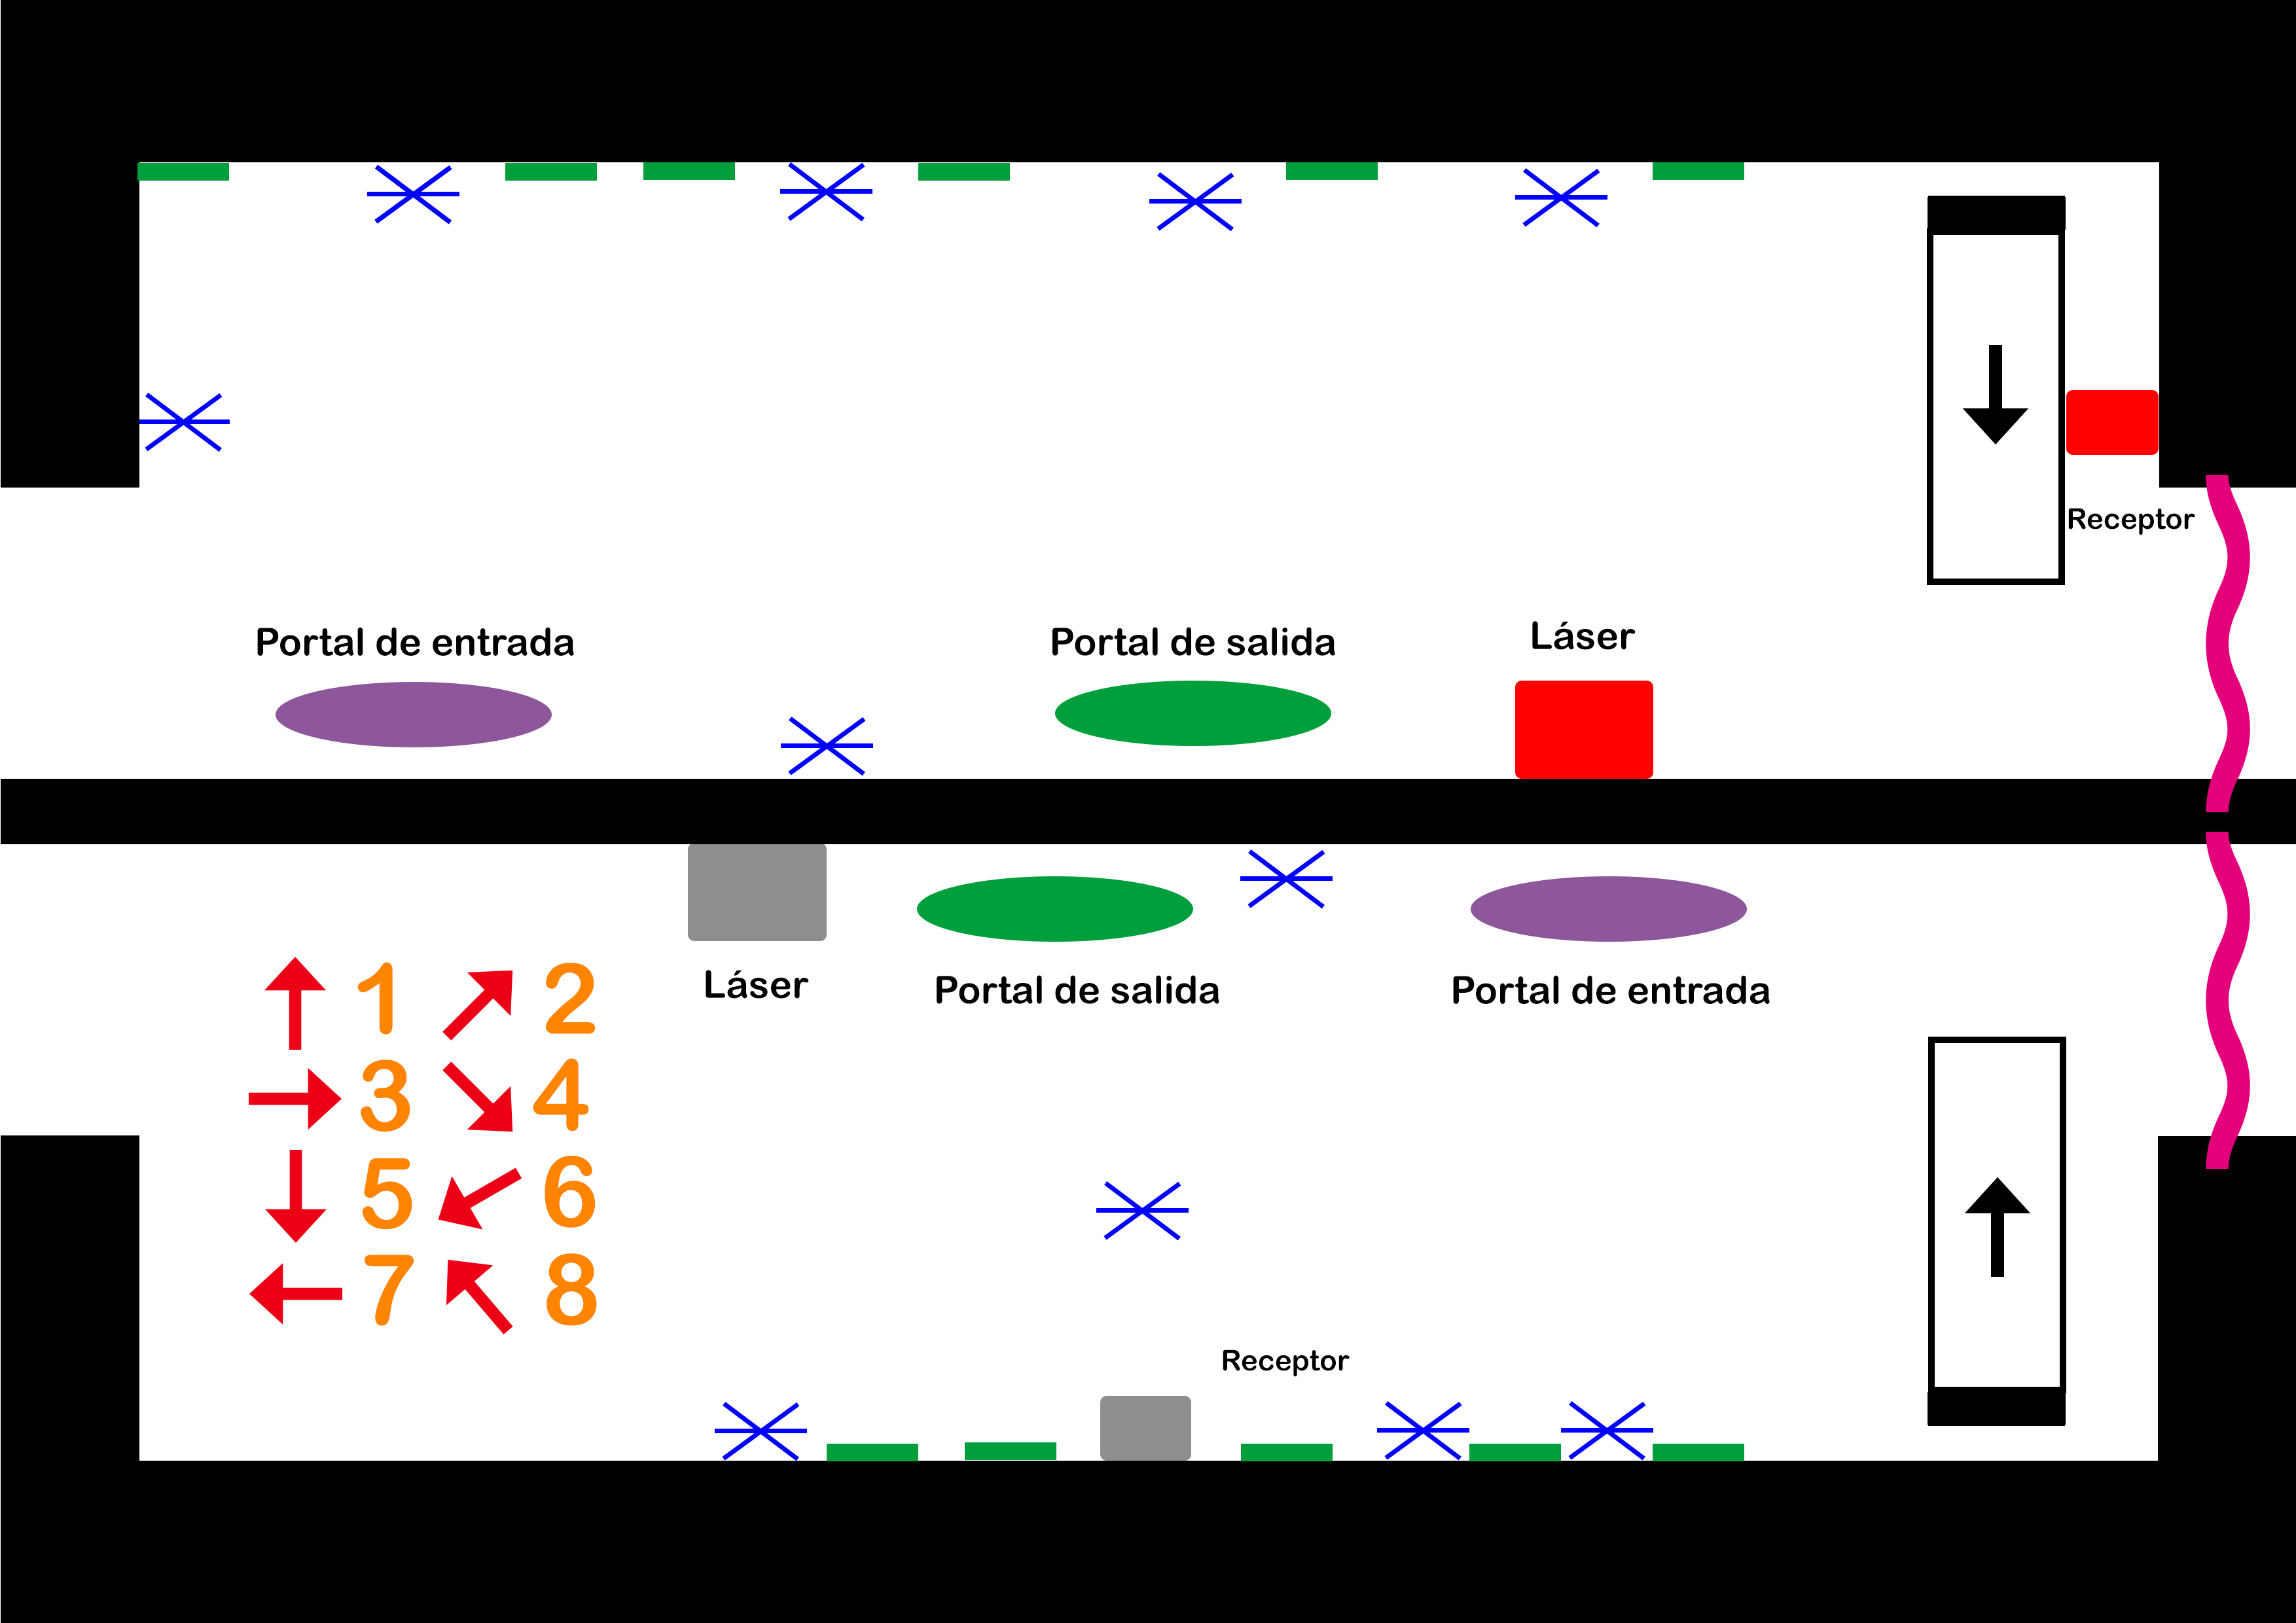 Receptor
Portal de entrada
Portal de salida
Láser
Láser
Portal de salida
Portal de entrada
1 2
3 4
5 6
7 8
Receptor